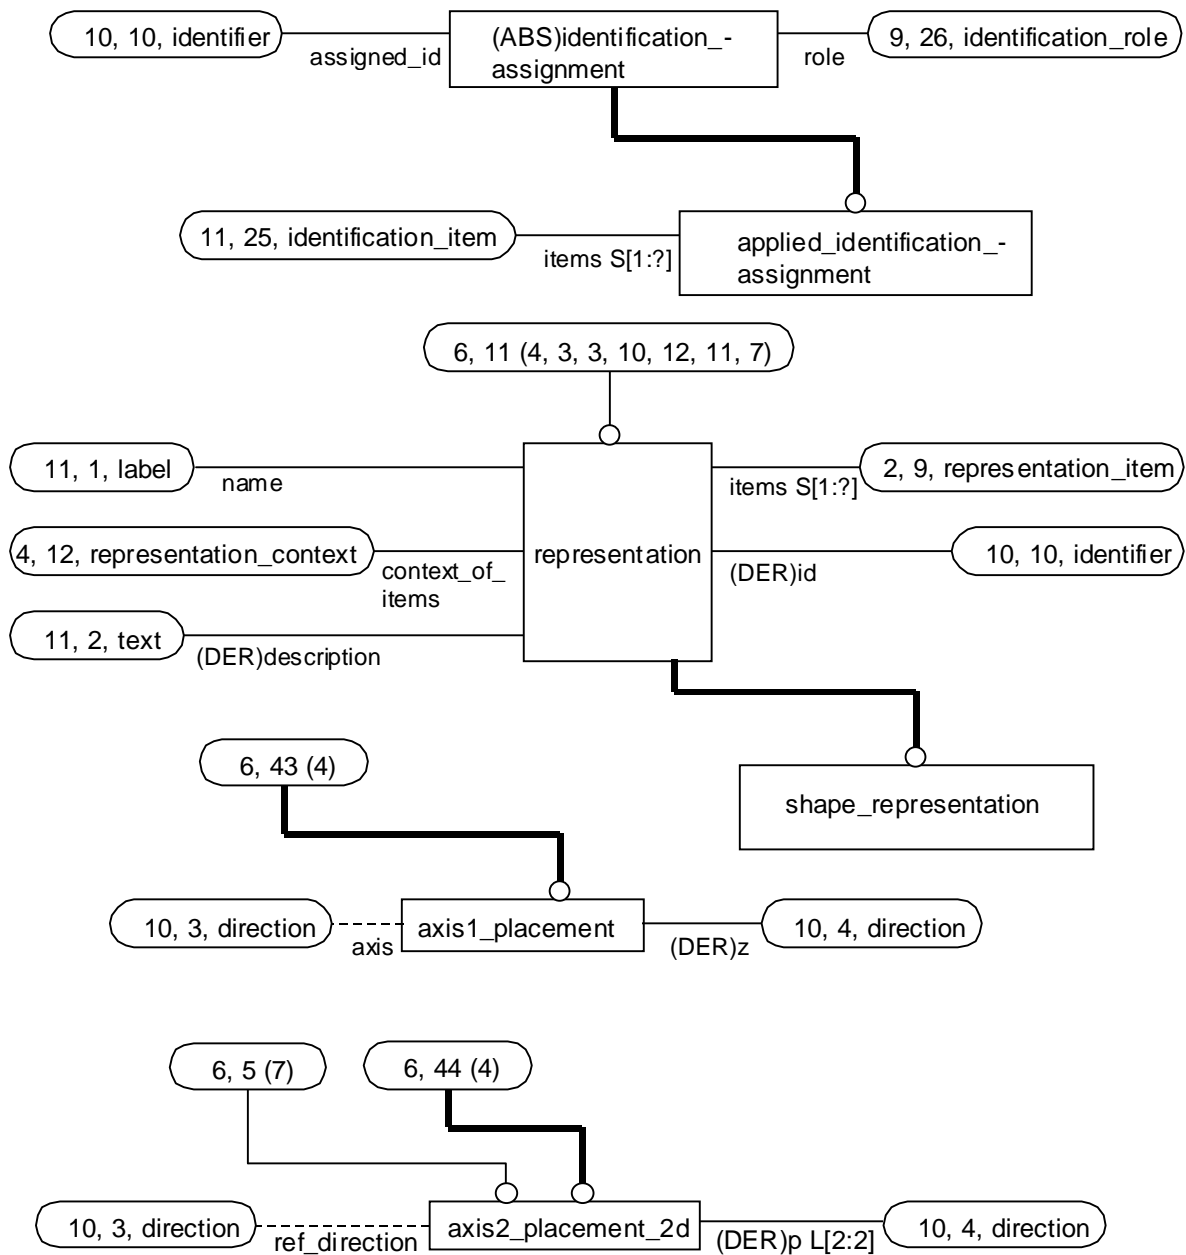 10, 10, identifier
assigned_id
(ABS)identification_-
assignment
role
9, 26, identification_role
11, 25, identification_item
items S[1:?]
applied_identification_-
assignment
6, 11 (4, 3, 3, 10, 12, 11, 7)
11, 1, label
name
items S[1:?]
2, 9, representation_item
4, 12, representation_context
context_of_
items
representation
(DER)id
10, 10, identifier
11, 2, text
(DER)description
6, 43 (4)
shape_representation
10, 3, direction
axis
axis1_placement
(DER)z
10, 4, direction
6, 5 (7)
6, 44 (4)
10, 3, direction
ref_direction
axis2_placement_2d
(DER)p L[2:2]
10, 4, direction